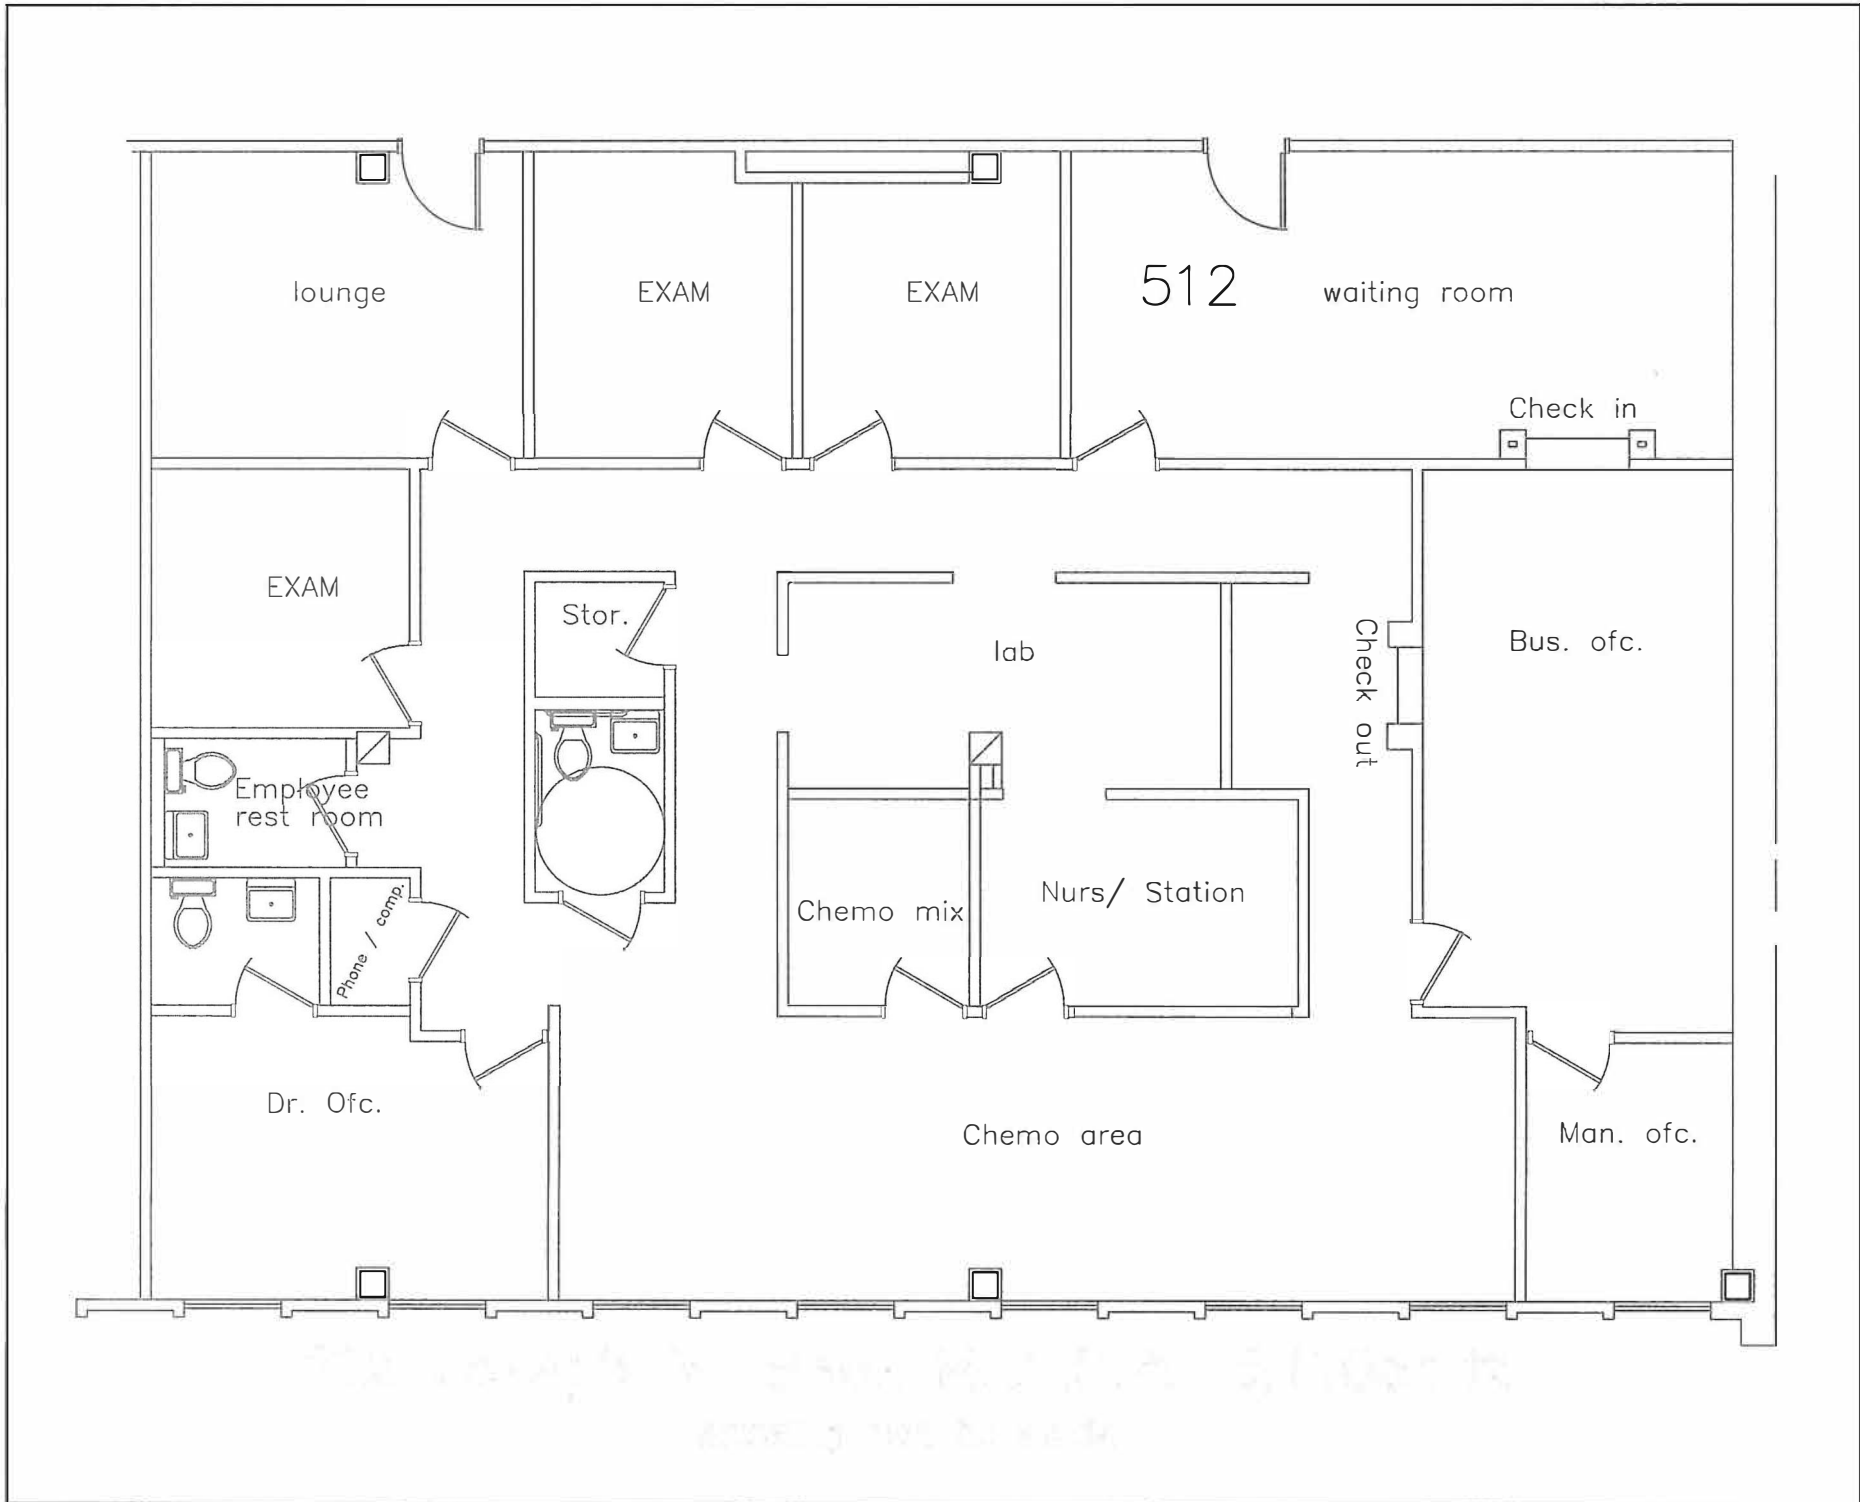 lounge
EXAM
EXAM
512
waiting room
Check in
EXAM
Stor.
lab
Check out
Bus. ofc.
Employee
rest room
Phone / comp.
Chemo mix
Nurs/ Station
Dr. Ofc.
Chemo area
Man. ofc.